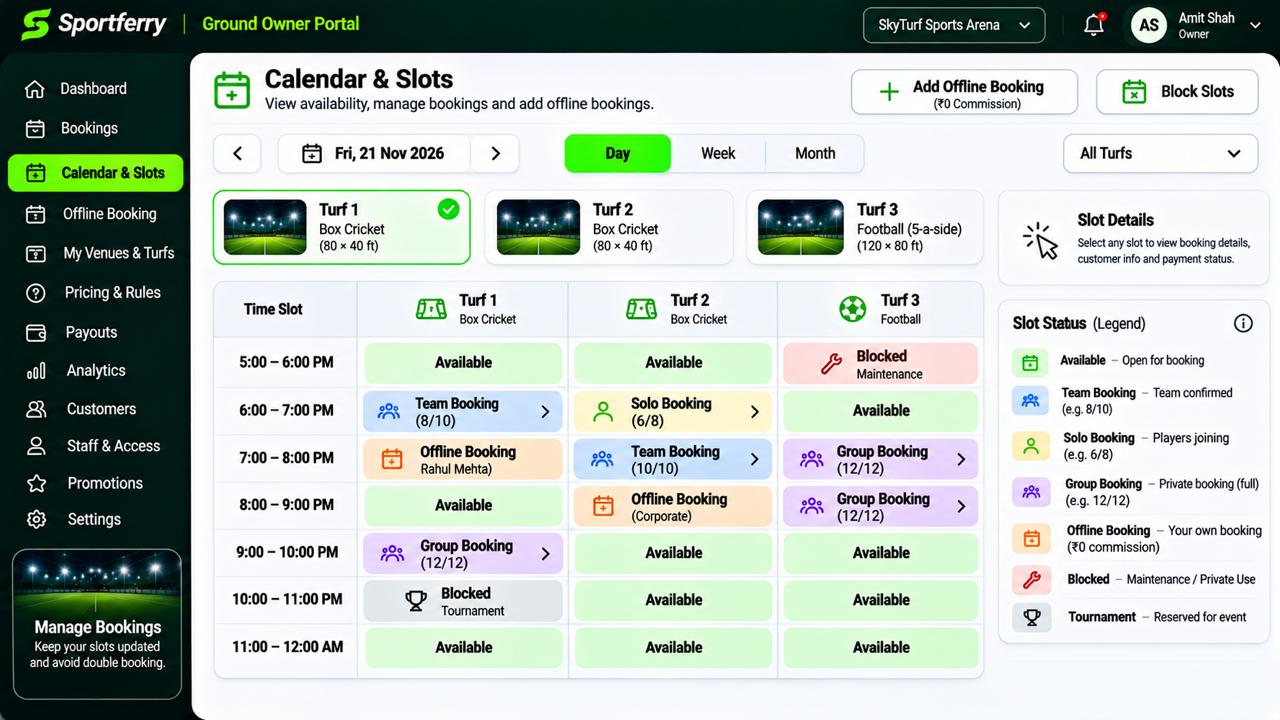 Sportferry
Ground Owner Portal
SkyTurf Sports Arena
AS
Amit Shah
Owner
Dashboard
Bookings
Calendar & Slots
Offline Booking
My Venues & Turfs
Pricing & Rules
Payouts
Analytics
Customers
Staff & Access
Promotions
Settings
Manage Bookings
Keep your slots updated
and avoid double booking.
Calendar & Slots
View availability, manage bookings and add offline bookings.
Add Offline Booking
(₹0 Commission)
Block Slots
Fri, 21 Nov 2026
Day
Week
Month
All Turfs
Turf 1
Box Cricket
(80 × 40 ft)
Turf 2
Box Cricket
(80 × 40 ft)
Turf 3
Football (5-a-side)
(120 × 80 ft)
Time Slot
Turf 1
Box Cricket
Turf 2
Box Cricket
Turf 3
Football
5:00 – 6:00 PM
Available
Available
Blocked
Maintenance
6:00 – 7:00 PM
Team Booking
(8/10)
Solo Booking
(6/8)
Available
7:00 – 8:00 PM
Offline Booking
Rahul Mehta)
Team Booking
(10/10)
Group Booking
(12/12)
8:00 – 9:00 PM
Available
Offline Booking
(Corporate)
Group Booking
(12/12)
9:00 – 10:00 PM
Group Booking
(12/12)
Available
Available
10:00 – 11:00 PM
Blocked
Tournament
Available
Available
11:00 – 12:00 AM
Available
Available
Available
Slot Details
Select any slot to view booking details,
customer info and payment status.
Slot Status (Legend)
Available – Open for booking
Team Booking – Team confirmed
(e.g. 8/10)
Solo Booking – Players joining
(e.g. 6/8)
Group Booking – Private booking (full)
(e.g. 12/12)
Offline Booking – Your own booking
(₹0 commission)
Blocked – Maintenance / Private Use
Tournament – Reserved for event